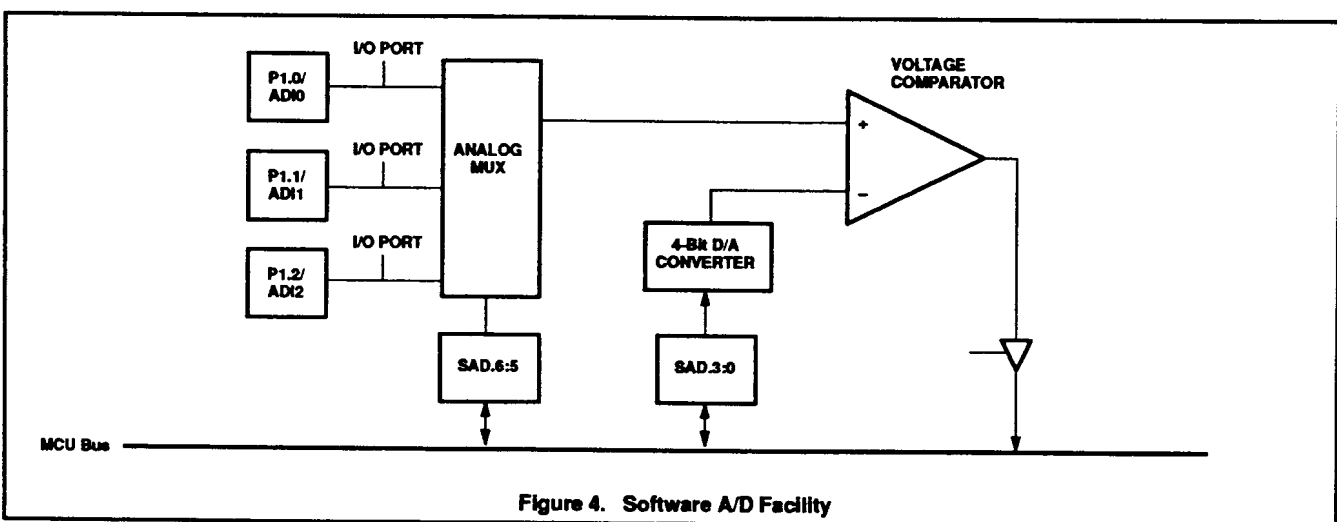 I/O PORT
P1.0/
ADI0
I/O PORT
P1.1/
ADI1
I/O PORT
P1.2/
ADI2
ANALOG
MUX
VOLTAGE
COMPARATOR
+
−
4-Bit D/A
CONVERTER
SAD.6:5
SAD.3:0
MCU Bus
Figure 4. Software A/D Facility